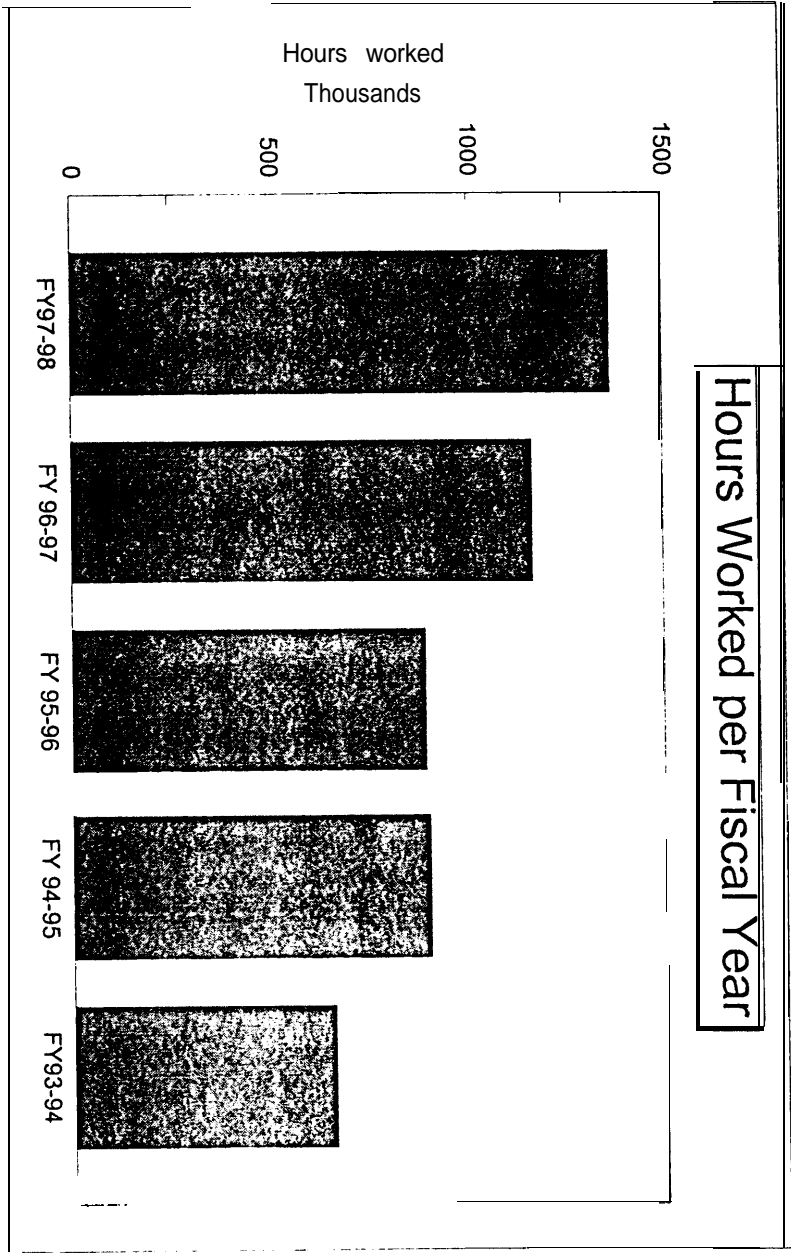 Hours Worked per Fiscal Year
Hours worked
Thousands
1500
1000
500
0
FY97-98
FY 96-97
FY 95-96
FY 94-95
FY93-94